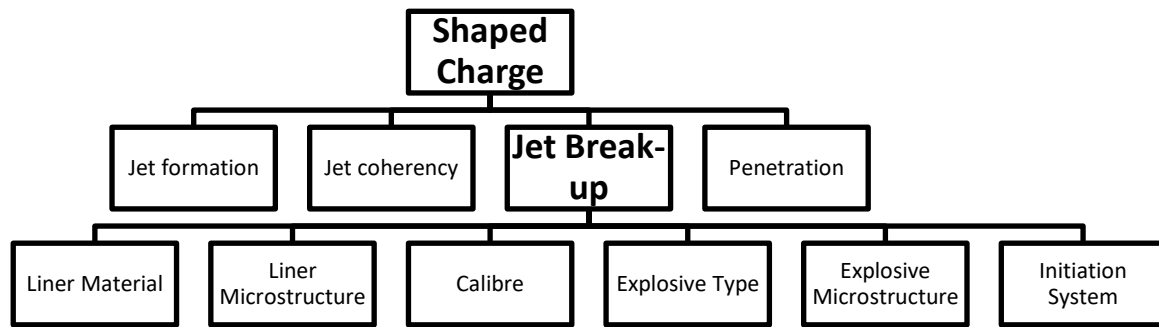 Shaped
Charge
Jet formation
Jet coherency
Jet Break-
up
Penetration
Liner Material
Liner
Microstructure
Calibre
Explosive Type
Explosive
Microstructure
Initiation
System